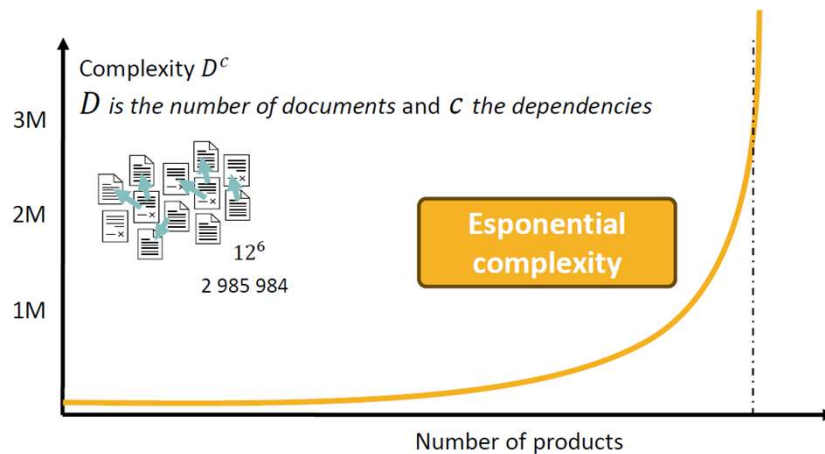 Complexity D^c
D is the number of documents and c the dependencies
3M
2M
1M
12^6
2 985 984
Esponential
complexity
Number of products